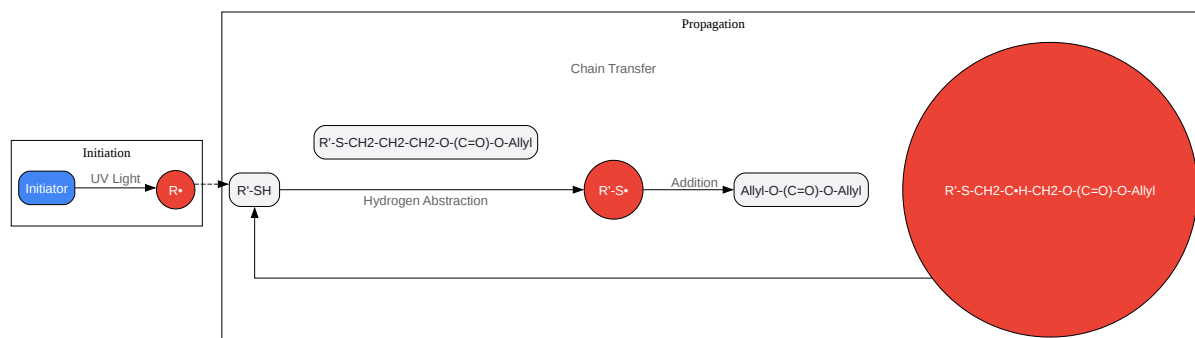 Propagation
Chain Transfer
R'-S-CH2-CH2-CH2-O-(C=O)-O-Allyl
Initiation
Initiator
UV Light
R•
R'-SH
Hydrogen Abstraction
R'-S•
Addition
Allyl-O-(C=O)-O-Allyl
R'-S-CH2-C•H-CH2-O-(C=O)-O-Allyl